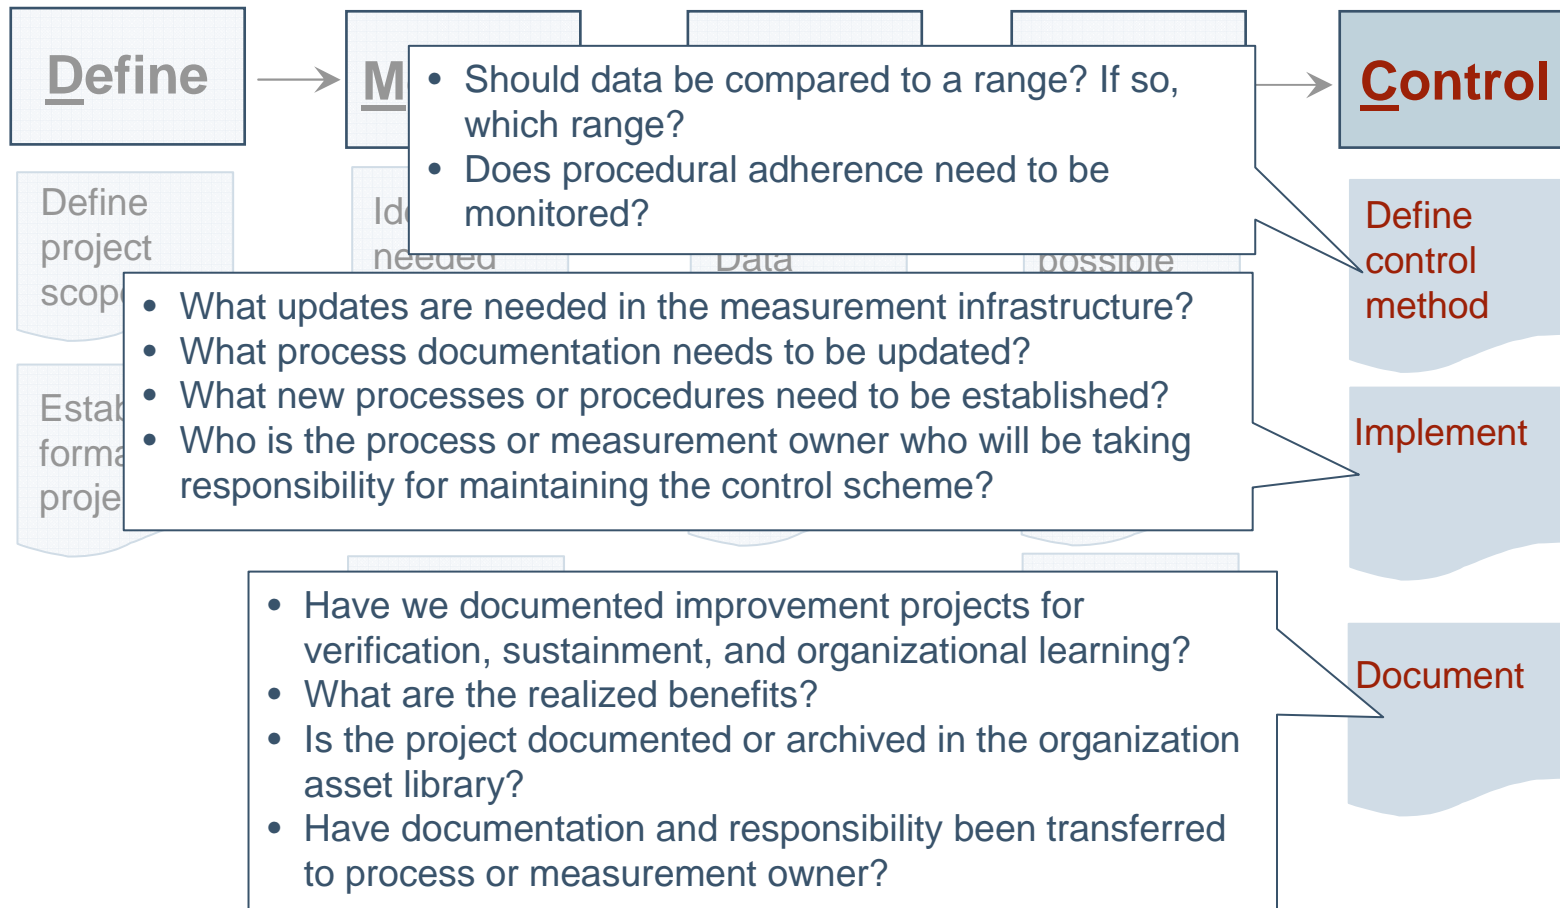 Define
Control
• Should data be compared to a range? If so,
which range?
• Does procedural adherence need to be
monitored?
Define
project
scope
needed
Data
possible
Define
control
method
• What updates are needed in the measurement infrastructure?
• What process documentation needs to be updated?
• What new processes or procedures need to be established?
• Who is the process or measurement owner who will be taking
responsibility for maintaining the control scheme?
Implement
• Have we documented improvement projects for
verification, sustainment, and organizational learning?
• What are the realized benefits?
• Is the project documented or archived in the organization
asset library?
• Have documentation and responsibility been transferred
to process or measurement owner?
Document